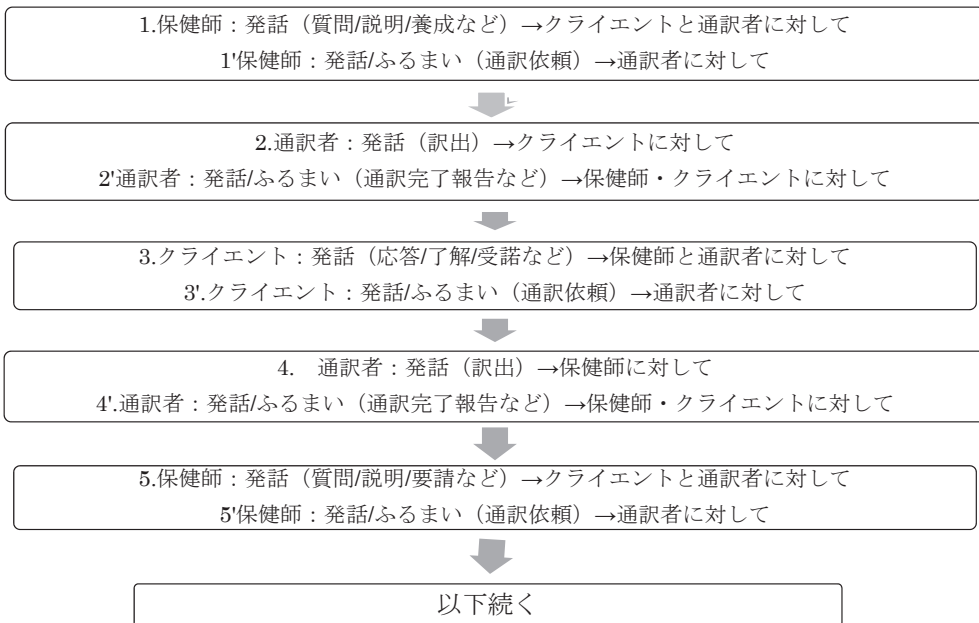 1.保健師：発話（質問/説明/養成など）→クライエントと通訳者に対して
1'保健師：発話/ふるまい（通訳依頼）→通訳者に対して
2.通訳者：発話（訳出）→クライエントに対して
2'通訳者：発話/ふるまい（通訳完了報告など）→保健師・クライエントに対して
3.クライエント：発話（応答/了解/受諾など）→保健師と通訳者に対して
3'.クライエント：発話/ふるまい（通訳依頼）→通訳者に対して
4.　通訳者：発話（訳出）→保健師に対して
4'.通訳者：発話/ふるまい（通訳完了報告など）→保健師・クライエントに対して
5.保健師：発話（質問/説明/要請など）→クライエントと通訳者に対して
5'保健師：発話/ふるまい（通訳依頼）→通訳者に対して
以下続く